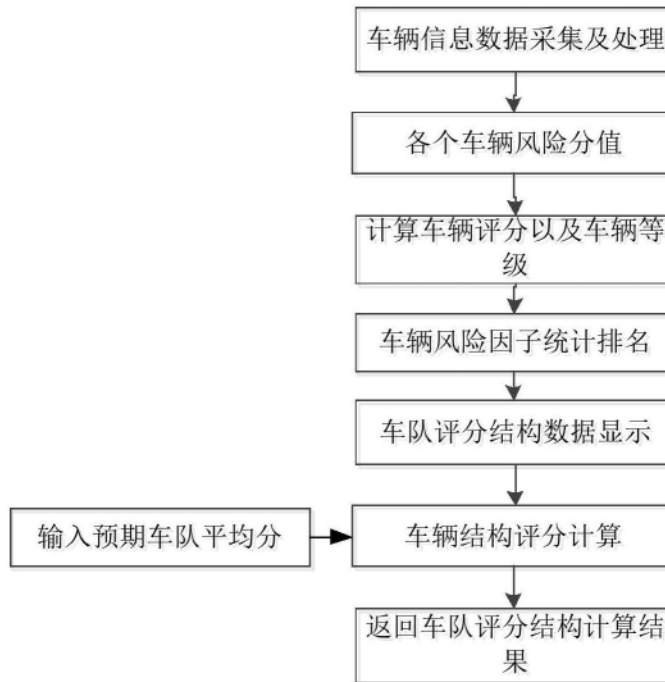 车辆信息数据采集及处理
各个车辆风险分值
计算车辆评分以及车辆等
级
车辆风险因子统计排名
车队评分结构数据显示
输入预期车队平均分
车辆结构评分计算
返回车队评分结构计算结
果